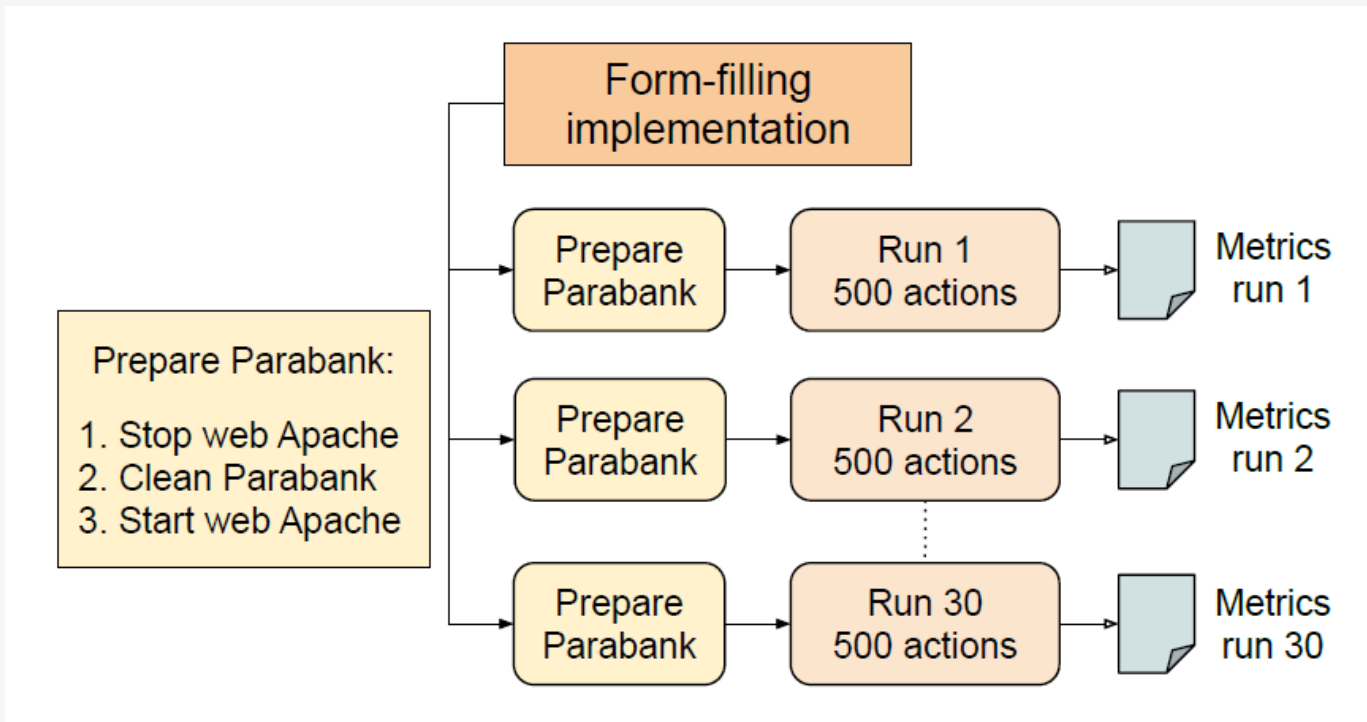 Form-filling
implementation
Prepare
Parabank
Run 1
500 actions
Metrics
run 1
Prepare Parabank:
1. Stop web Apache
2. Clean Parabank
3. Start web Apache
Prepare
Parabank
Run 2
500 actions
Metrics
run 2
Prepare
Parabank
Run 30
500 actions
Metrics
run 30